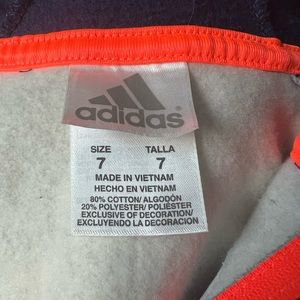 adidas
SIZE TALLA
7 7
MADE IN VIETNAM
HECHO EN VIETNAM
80% COTTON/ ALGODÓN
20% POLYESTER/ POLIÉSTER
EXCLUSIVE OF DECORATION/
EXCLUYENDO LA DECORACION